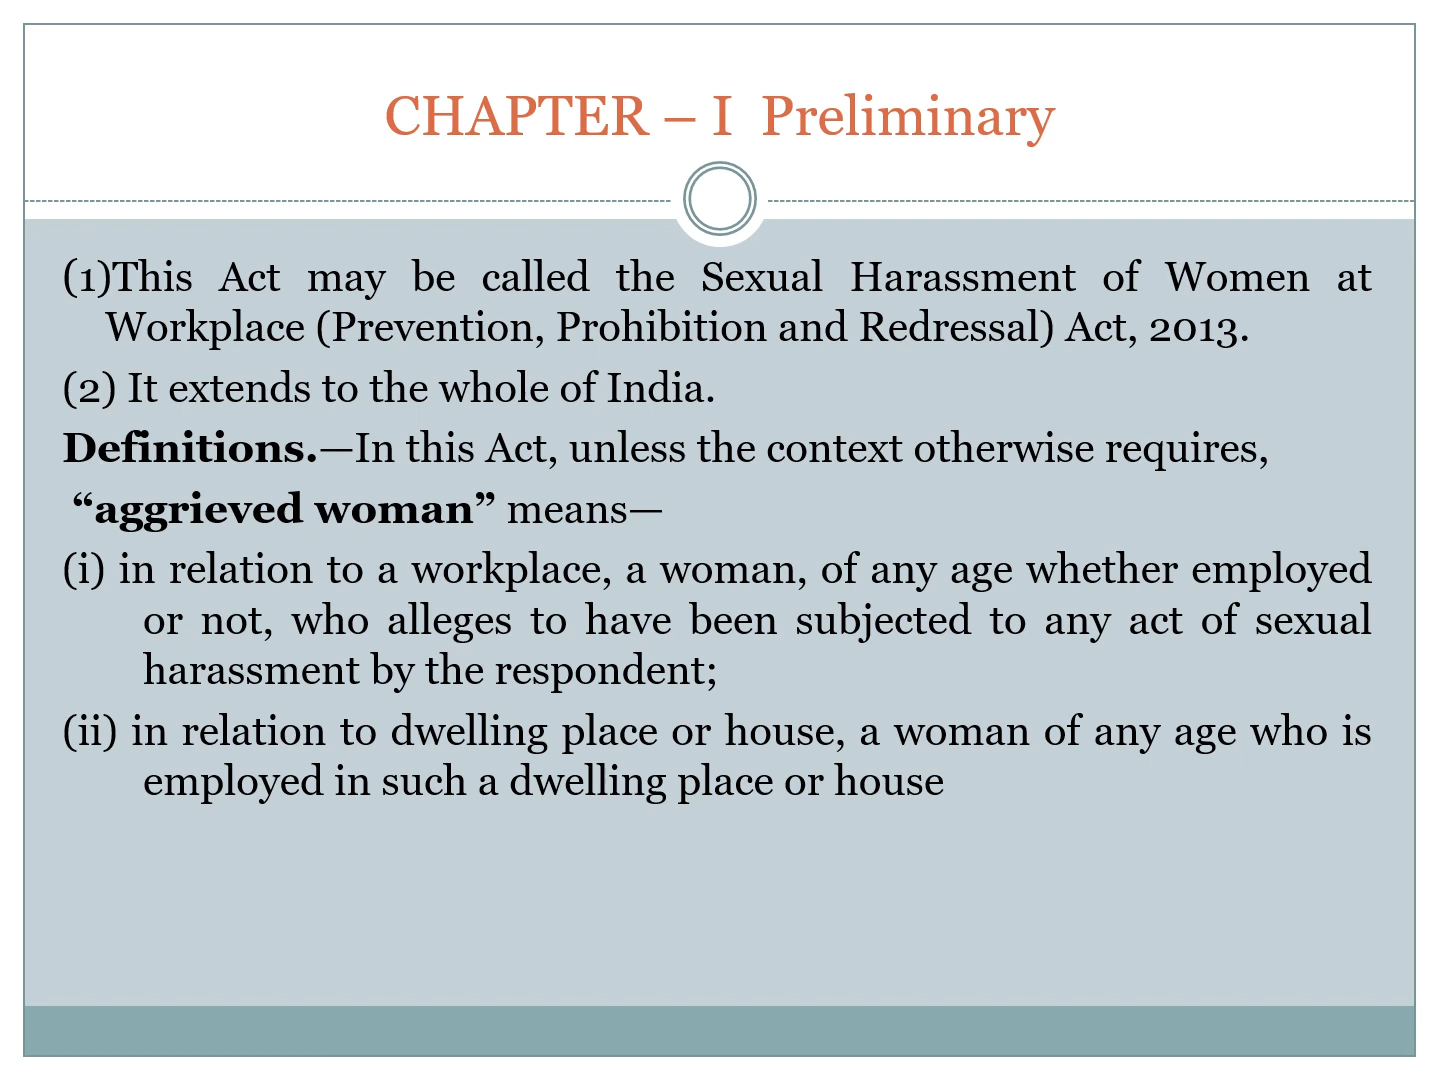 CHAPTER – I  Preliminary
(1)This Act may be called the Sexual Harassment of Women at
Workplace (Prevention, Prohibition and Redressal) Act, 2013.
(2) It extends to the whole of India.
Definitions.—In this Act, unless the context otherwise requires,
“aggrieved woman” means—
(i) in relation to a workplace, a woman, of any age whether employed
or not, who alleges to have been subjected to any act of sexual
harassment by the respondent;
(ii) in relation to dwelling place or house, a woman of any age who is
employed in such a dwelling place or house